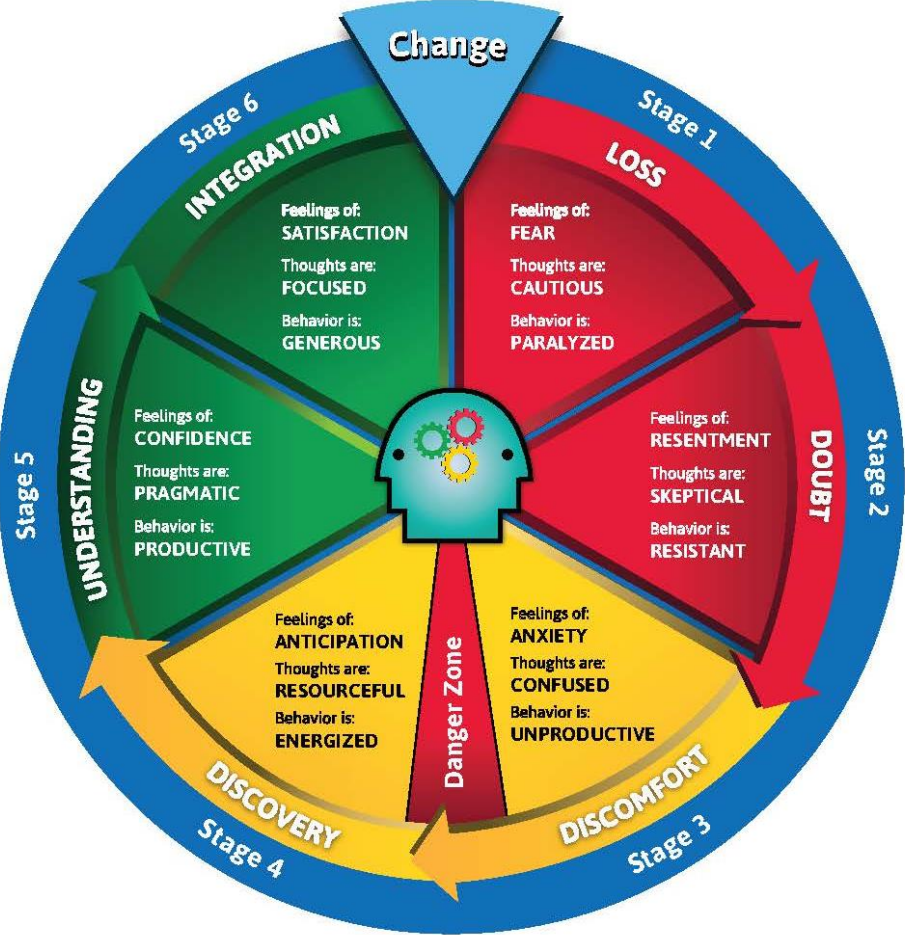 Change
Stage 1
LOSS
Feelings of:
FEAR
Thoughts are:
CAUTIOUS
Behavior is:
PARALYZED
Stage 2
DOUBT
Feelings of:
RESENTMENT
Thoughts are:
SKEPTICAL
Behavior is:
RESISTANT
Stage 3
DISCOMFORT
Feelings of:
ANXIETY
Thoughts are:
CONFUSED
Behavior is:
UNPRODUCTIVE
Danger Zone
Stage 4
DISCOVERY
Feelings of:
ANTICIPATION
Thoughts are:
RESOURCEFUL
Behavior is:
ENERGIZED
Stage 5
UNDERSTANDING
Feelings of:
CONFIDENCE
Thoughts are:
PRAGMATIC
Behavior is:
PRODUCTIVE
Stage 6
INTEGRATION
Feelings of:
SATISFACTION
Thoughts are:
FOCUSED
Behavior is:
GENEROUS